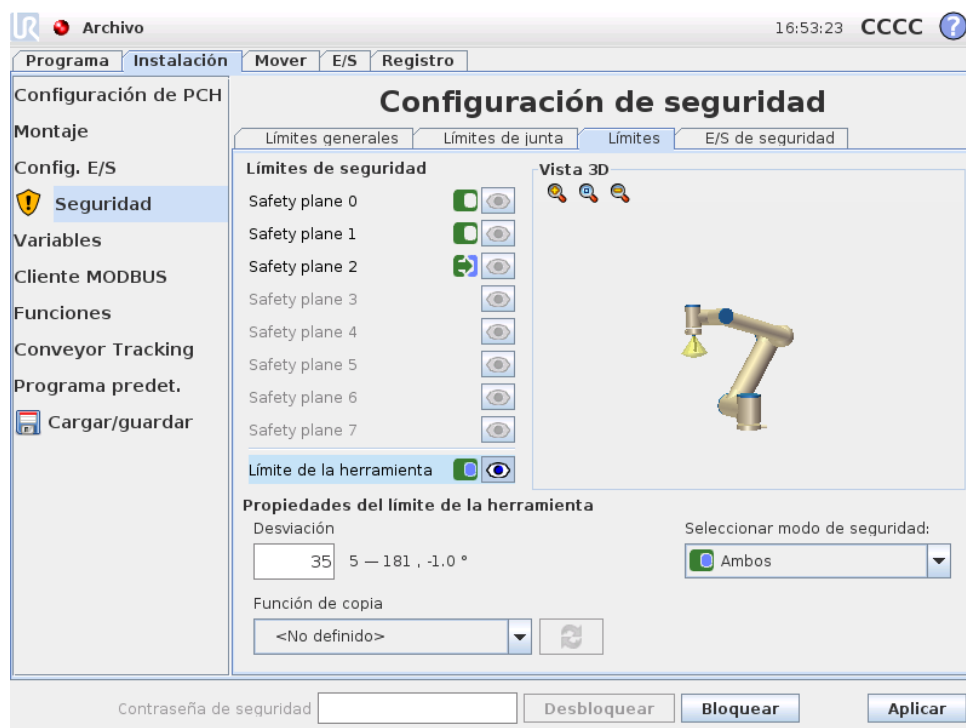 UR Archivo 16:53:23 CCCC ?
Programa Instalación Mover E/S Registro
Configuración de PCH
Montaje
Config. E/S
Seguridad
Variables
Cliente MODBUS
Funciones
Conveyor Tracking
Programa predet.
Cargar/guardar
Configuración de seguridad
Límites generales Límites de junta Límites E/S de seguridad
Límites de seguridad
Safety plane 0
Safety plane 1
Safety plane 2
Safety plane 3
Safety plane 4
Safety plane 5
Safety plane 6
Safety plane 7
Límite de la herramienta
Vista 3D
Propiedades del límite de la herramienta
Desviación
35 5 — 181 , -1.0 °
Función de copia
<No definido>
Seleccionar modo de seguridad:
Ambos
Contraseña de seguridad Desbloquear Bloquear Aplicar